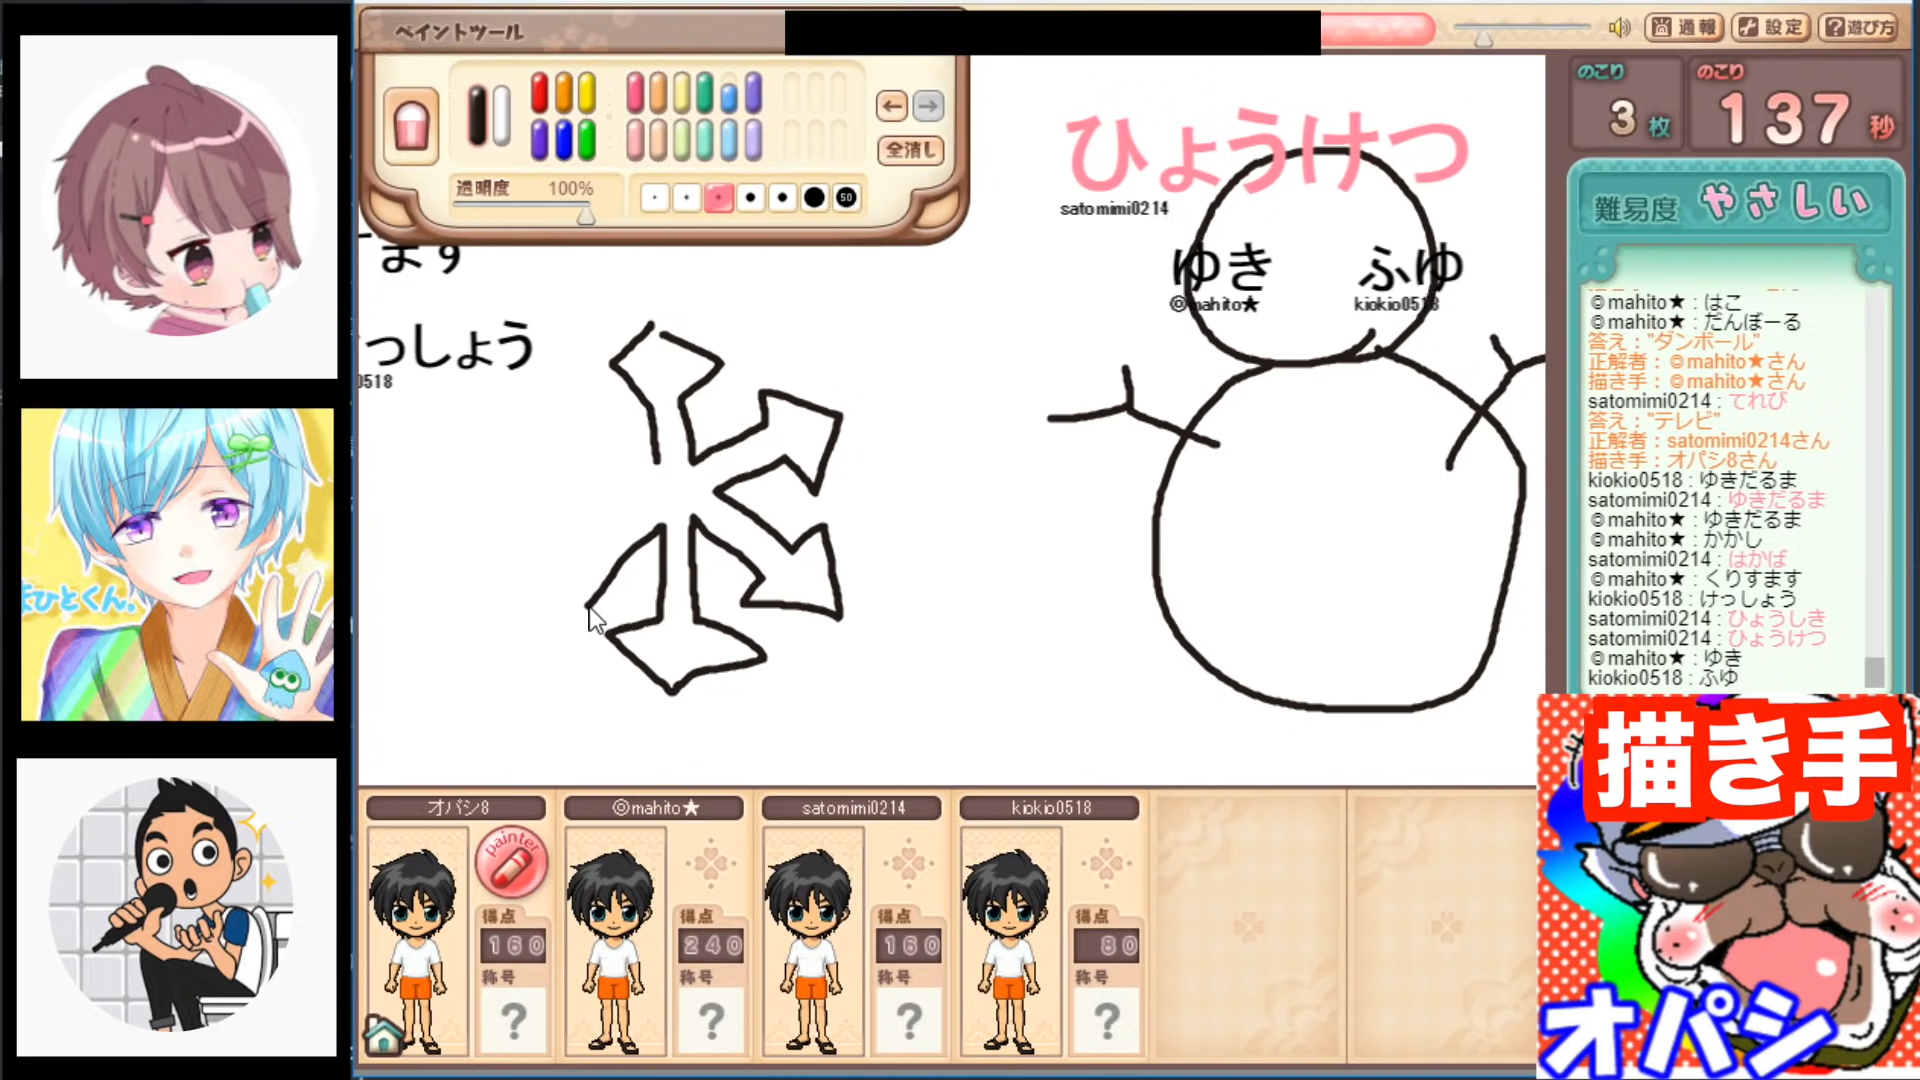 ペイントツール
通報
設定
遊び方
全消し
透明度 100%
50
のこり
3 枚
のこり
137 秒
難易度 やさしい
ます
っしょう
0518
ひょうけつ
satomimi0214
ゆき
◎mahito★
ふゆ
kiokio0518
◎mahito★ : はこ
◎mahito★ : だんぼーる
答え："ダンボール"
正解者：◎mahito★さん
描き手：◎mahito★さん
satomimi0214 : てれび
答え："テレビ"
正解者：satomimi0214さん
描き手：オパシ8さん
kiokio0518 : ゆきだるま
satomimi0214 : ゆきだるま
◎mahito★ : ゆきだるま
◎mahito★ : かかし
satomimi0214 : はかば
◎mahito★ : くりすます
kiokio0518 : けっしょう
satomimi0214 : ひょうしき
satomimi0214 : ひょうけつ
◎mahito★ : ゆき
kiokio0518 : ふゆ
ひとくん。
描き手
オパシ
オパシ8
painter
得点
160
称号
?
◎mahito★
得点
240
称号
?
satomimi0214
得点
160
称号
?
kiokio0518
得点
80
称号
?